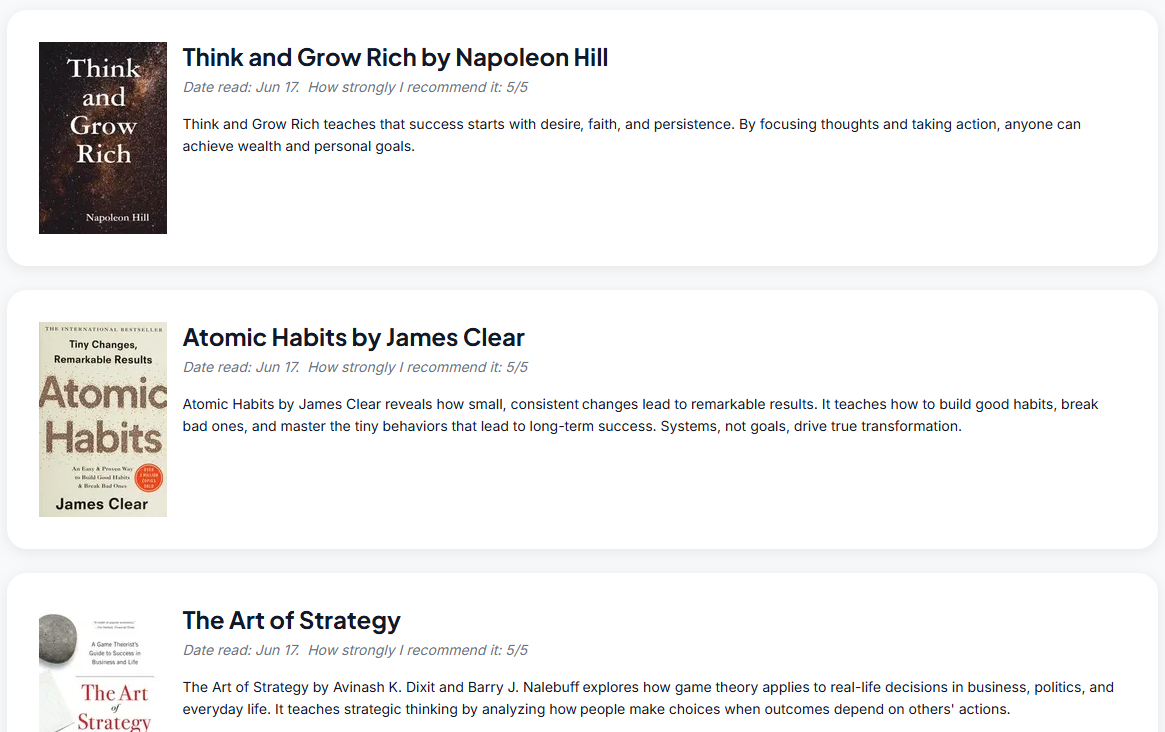 Think
and
Grow
Rich
Napoleon Hill
Think and Grow Rich by Napoleon Hill
Date read: Jun 17. How strongly I recommend it: 5/5
Think and Grow Rich teaches that success starts with desire, faith, and persistence. By focusing thoughts and taking action, anyone can
achieve wealth and personal goals.
THE INTERNATIONAL BESTSELLER
Tiny Changes,
Remarkable Results
Atomic
Habits
An Easy & Proven Way
to Build Good Habits
& Break Bad Ones
James Clear
Atomic Habits by James Clear
Date read: Jun 17. How strongly I recommend it: 5/5
Atomic Habits by James Clear reveals how small, consistent changes lead to remarkable results. It teaches how to build good habits, break
bad ones, and master the tiny behaviors that lead to long-term success. Systems, not goals, drive true transformation.
A Game Theorist's
Guide to Success in
Business and Life
The Art
of
Strategy
The Art of Strategy
Date read: Jun 17. How strongly I recommend it: 5/5
The Art of Strategy by Avinash K. Dixit and Barry J. Nalebuff explores how game theory applies to real-life decisions in business, politics, and
everyday life. It teaches strategic thinking by analyzing how people make choices when outcomes depend on others' actions.